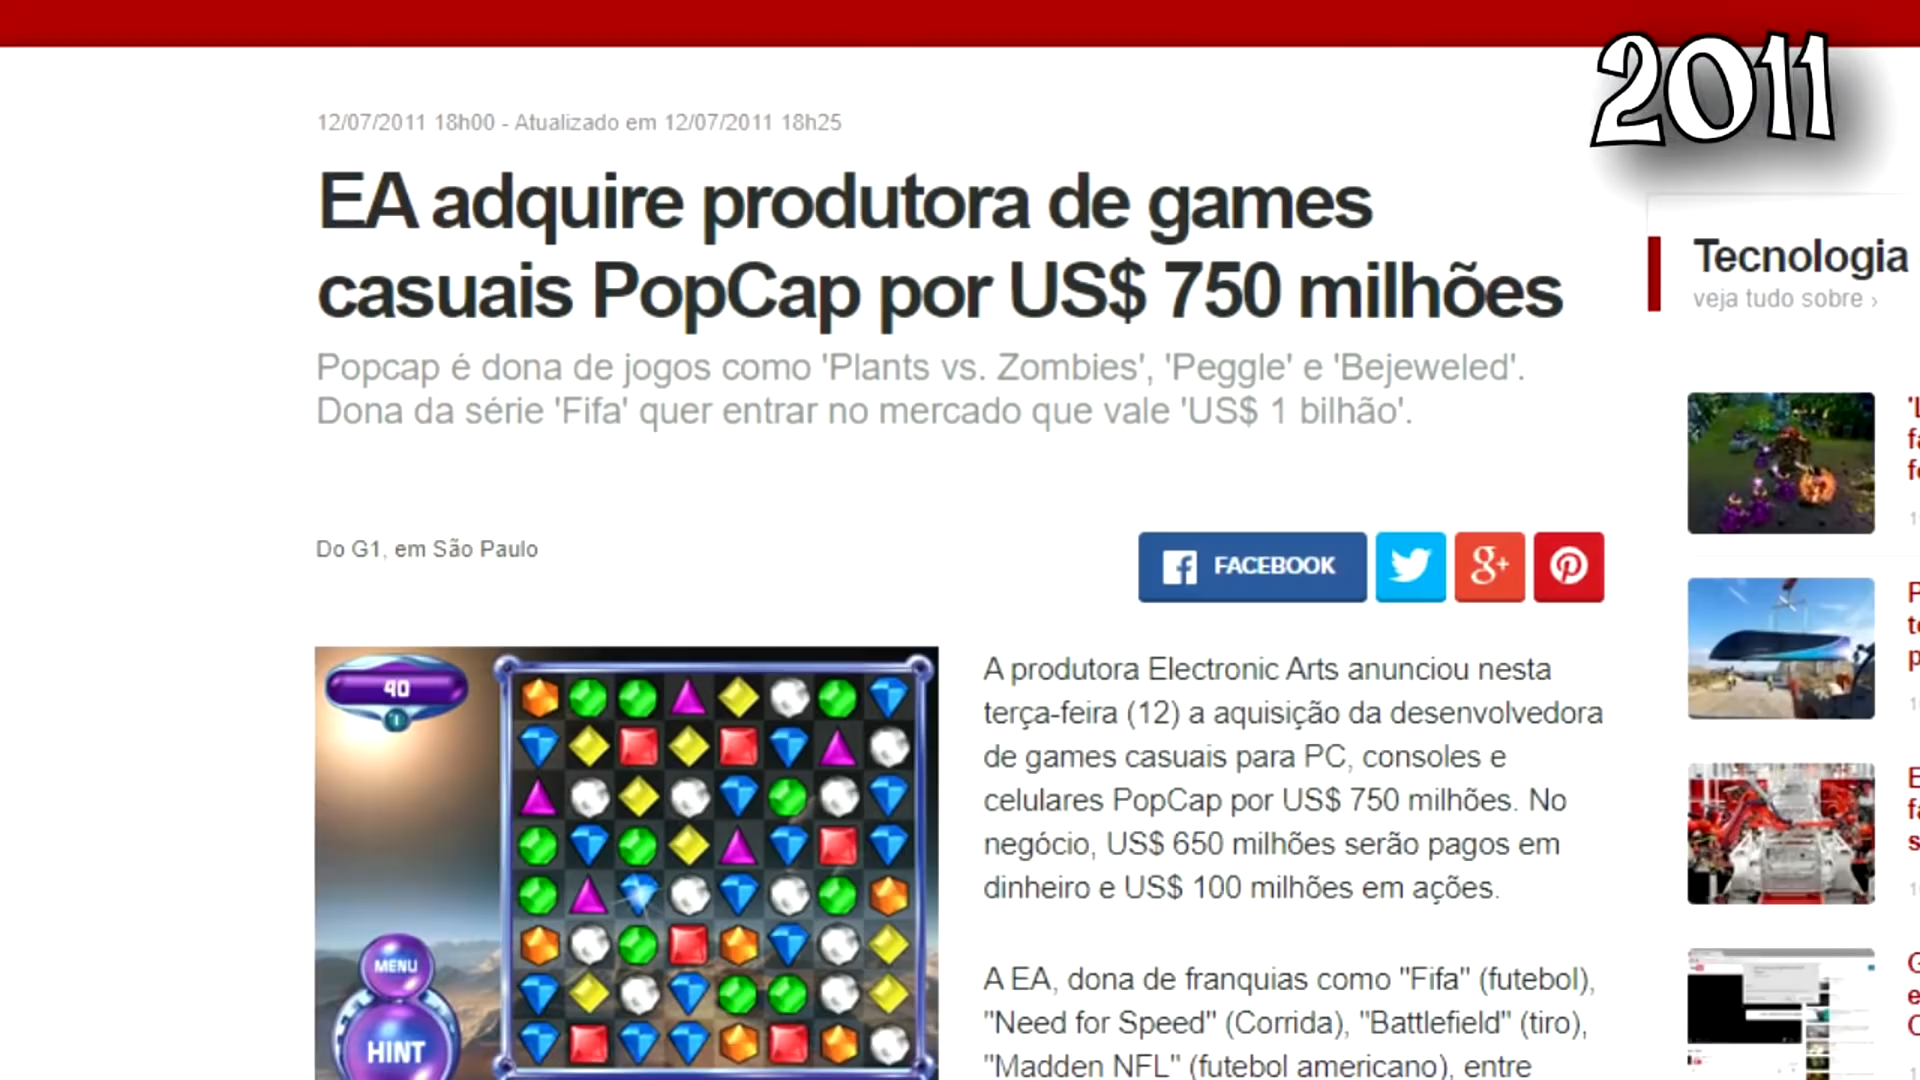 2011
12/07/2011 18h00 - Atualizado em 12/07/2011 18h25
EA adquire produtora de games
casuais PopCap por US$ 750 milhões
Popcap é dona de jogos como 'Plants vs. Zombies', 'Peggle' e 'Bejeweled'.
Dona da série 'Fifa' quer entrar no mercado que vale 'US$ 1 bilhão'.
Tecnologia
veja tudo sobre ›
Do G1, em São Paulo
FACEBOOK
g+
40
1
MENU
HINT
A produtora Electronic Arts anunciou nesta
terça-feira (12) a aquisição da desenvolvedora
de games casuais para PC, consoles e
celulares PopCap por US$ 750 milhões. No
negócio, US$ 650 milhões serão pagos em
dinheiro e US$ 100 milhões em ações.
A EA, dona de franquias como "Fifa" (futebol),
"Need for Speed" (Corrida), "Battlefield" (tiro),
"Madden NFL" (futebol americano), entre